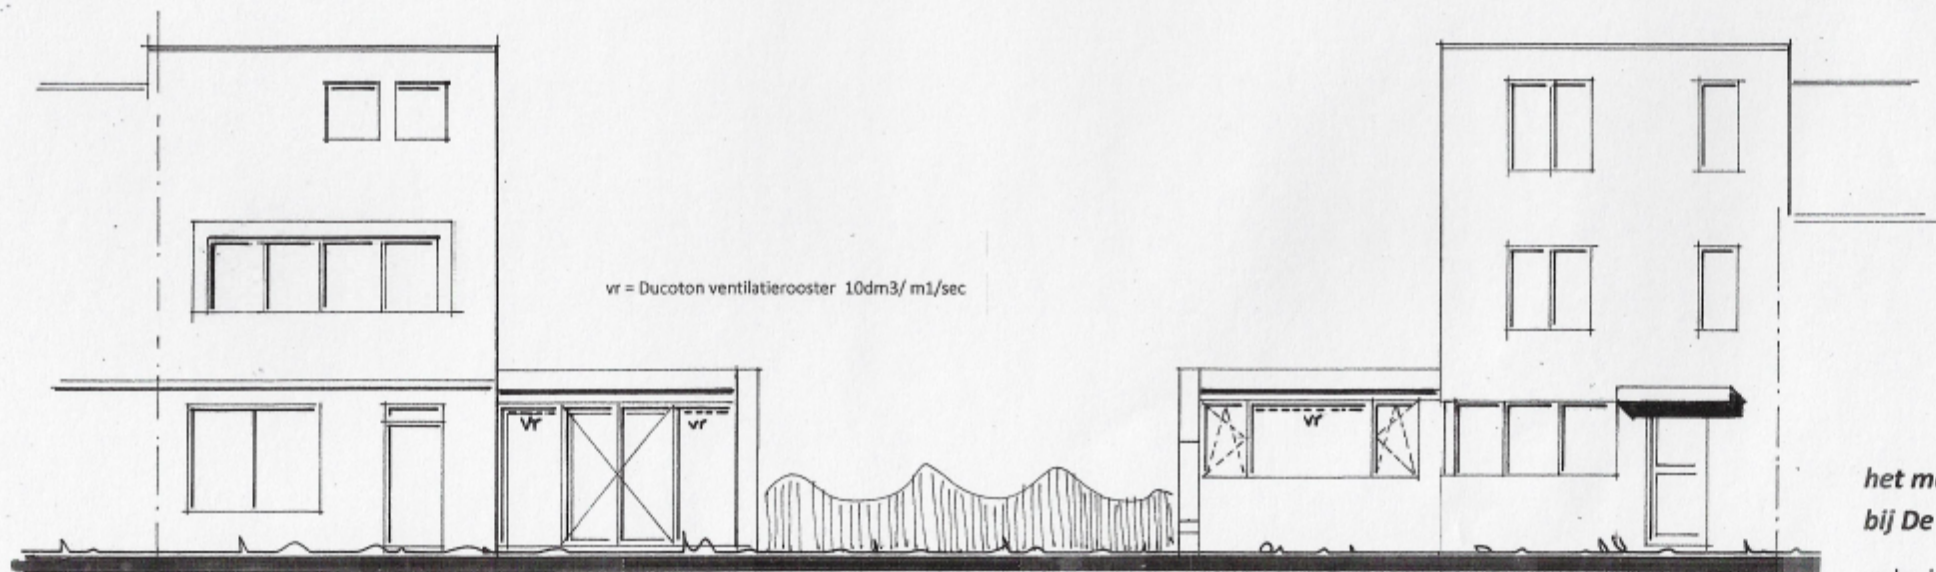 vr = Ducoton ventilatierooster 10dm3/ m1/sec
vr
vr
vr
het
bij De